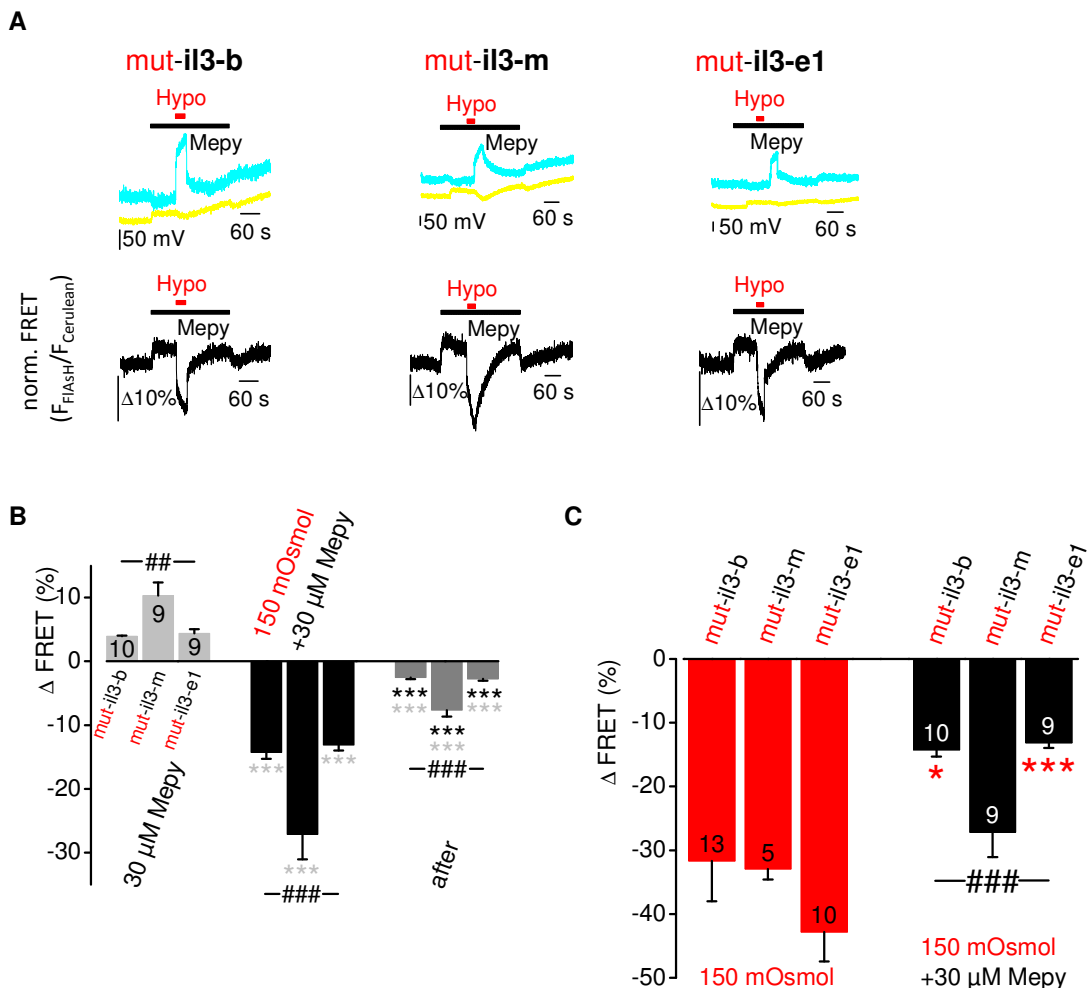 A
mut-il3-b mut-il3-m mut-il3-e1
Hypo Hypo Hypo
Mepy Mepy Mepy
50 mV 60 s 50 mV 60 s 50 mV 60 s
norm. FRET
(F_FlAsH/F_Cerulean)
Hypo Hypo Hypo
Mepy Mepy Mepy
Δ10% 60 s Δ10% 60 s Δ10% 60 s
B
Δ FRET (%)
10
0
-10
-20
-30
##
10 9 9
mut-il3-b mut-il3-m mut-il3-e1
30 µM Mepy
150 mOsmol
+30 µM Mepy
*** *** ***
###
*** *** ***
*** *** ***
###
after
C
Δ FRET (%)
0
-10
-20
-30
-40
-50
mut-il3-b mut-il3-m mut-il3-e1
13 5 10
150 mOsmol
mut-il3-b mut-il3-m mut-il3-e1
10 9 9
* ***
###
150 mOsmol
+30 µM Mepy